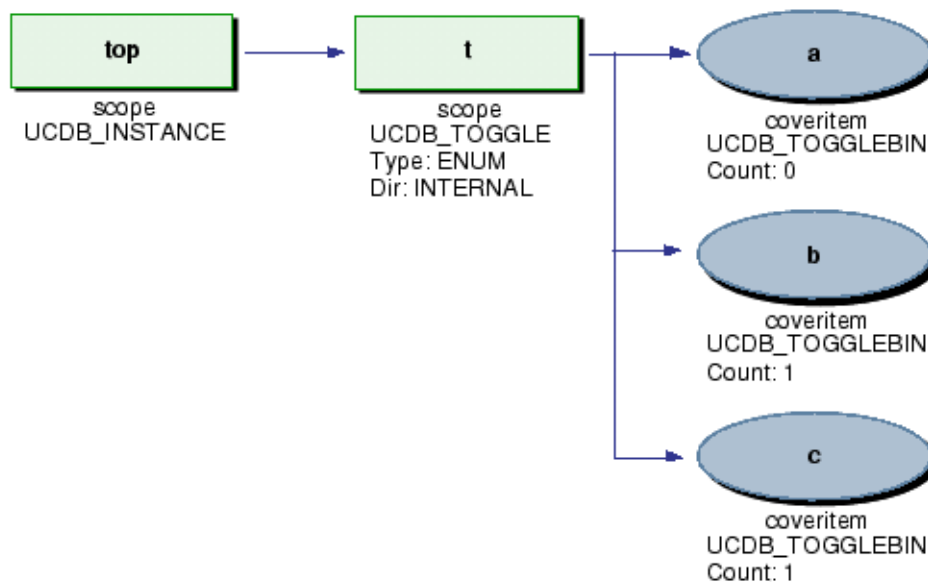 top
scope
UCDB_INSTANCE
t
scope
UCDB_TOGGLE
Type: ENUM
Dir: INTERNAL
a
coveritem
UCDB_TOGGLEBIN
Count: 0
b
coveritem
UCDB_TOGGLEBIN
Count: 1
c
coveritem
UCDB_TOGGLEBIN
Count: 1